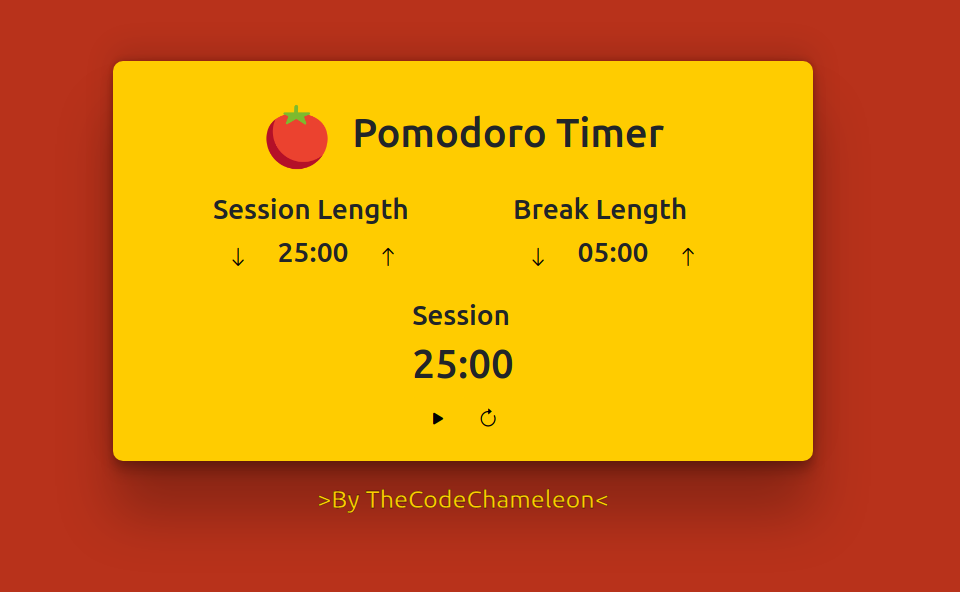 Pomodoro Timer
Session Length
Break Length
↓ 25:00 ↑
↓ 05:00 ↑
Session
25:00
>By TheCodeChameleon<